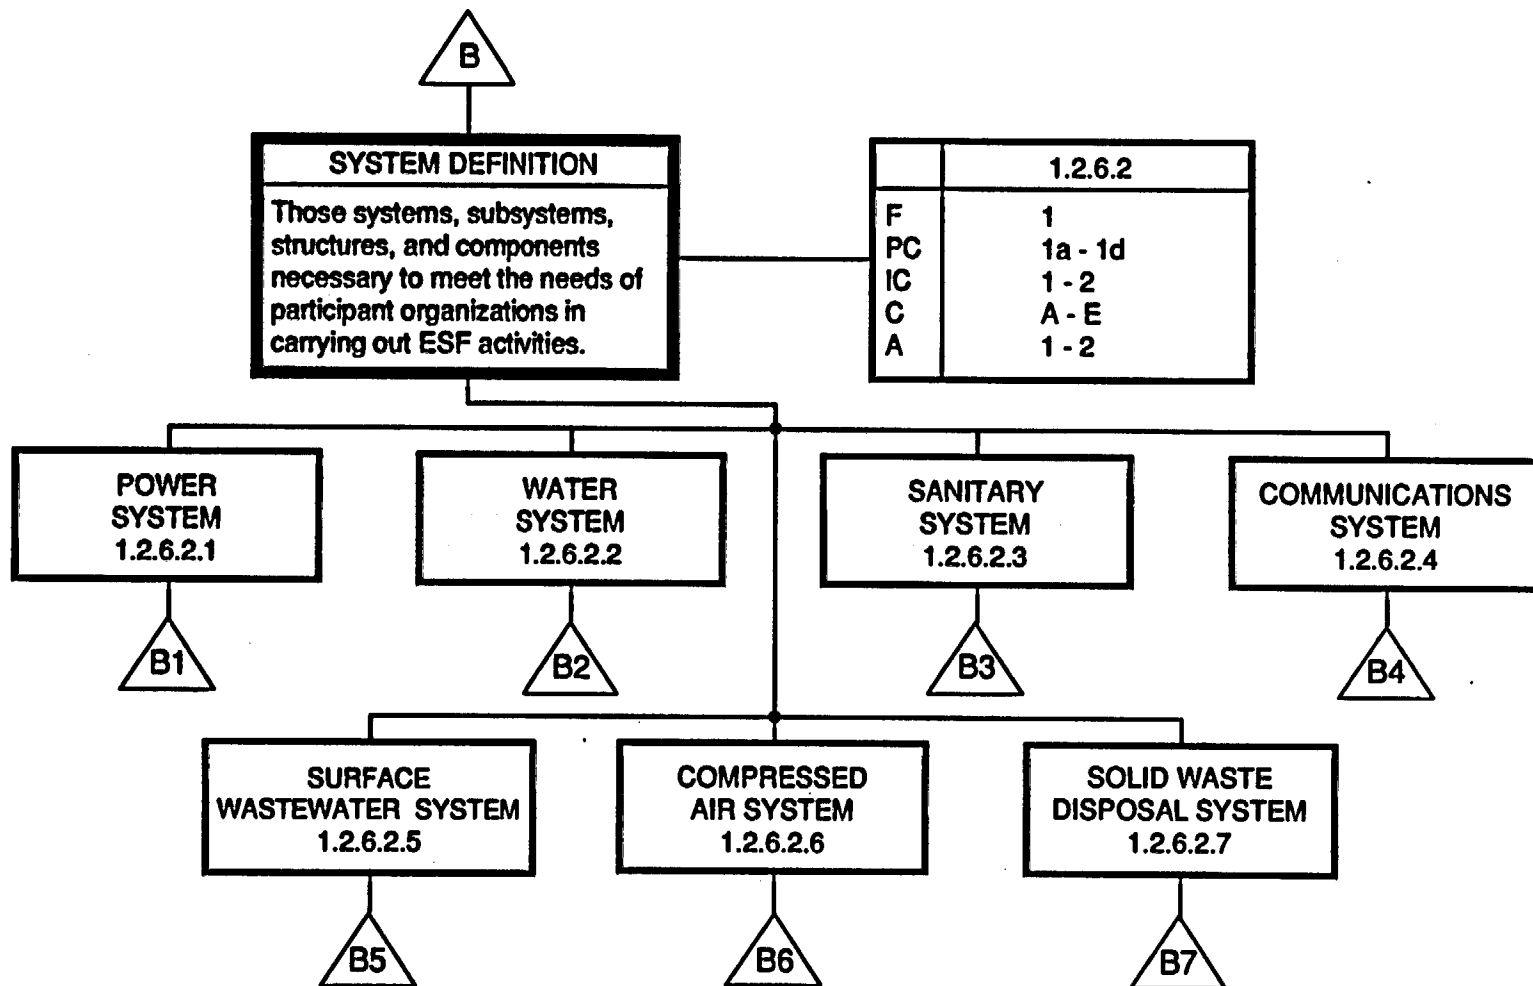 B
SYSTEM DEFINITION
Those systems, subsystems,
structures, and components
necessary to meet the needs of
participant organizations in
carrying out ESF activities.
1.2.6.2
F 1
PC 1a - 1d
IC 1 - 2
C A - E
A 1 - 2
POWER
SYSTEM
1.2.6.2.1
WATER
SYSTEM
1.2.6.2.2
SANITARY
SYSTEM
1.2.6.2.3
COMMUNICATIONS
SYSTEM
1.2.6.2.4
B1
B2
B3
B4
SURFACE
WASTEWATER SYSTEM
1.2.6.2.5
COMPRESSED
AIR SYSTEM
1.2.6.2.6
SOLID WASTE
DISPOSAL SYSTEM
1.2.6.2.7
B5
B6
B7